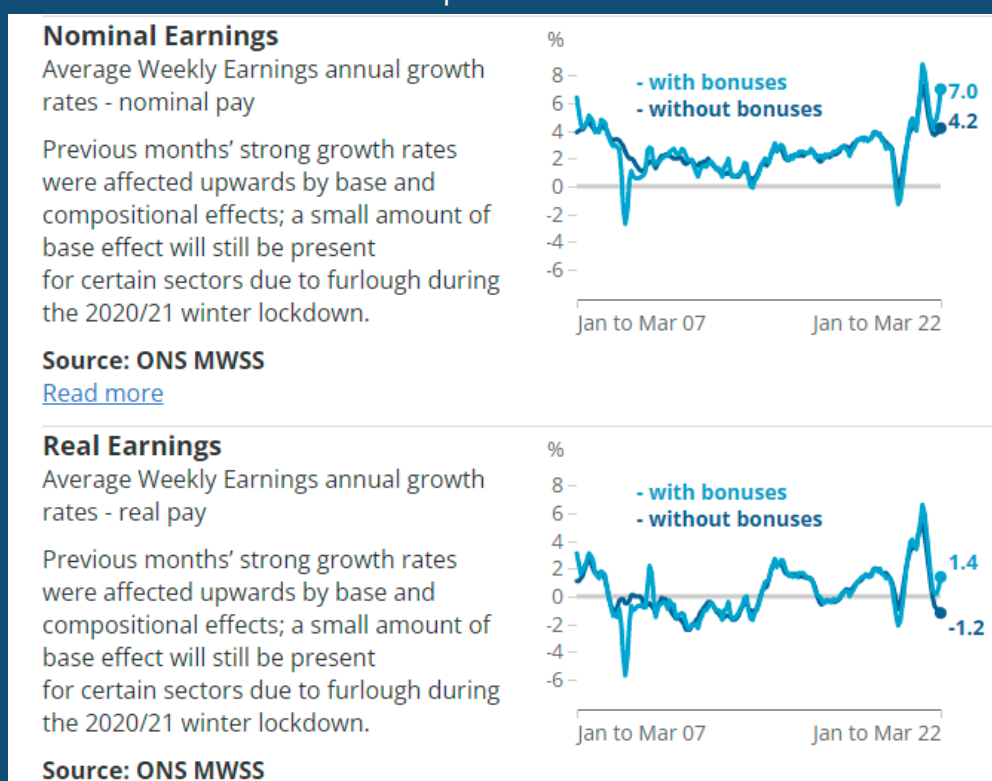 Nominal Earnings
Average Weekly Earnings annual growth
rates - nominal pay
Previous months’ strong growth rates
were affected upwards by base and
compositional effects; a small amount of
base effect will still be present
for certain sectors due to furlough during
the 2020/21 winter lockdown.
Source: ONS MWSS
Read more
%
8
6
4
2
0
-2
-4
-6
- with bonuses
- without bonuses
7.0
4.2
Jan to Mar 07
Jan to Mar 22
Real Earnings
Average Weekly Earnings annual growth
rates - real pay
Previous months’ strong growth rates
were affected upwards by base and
compositional effects; a small amount of
base effect will still be present
for certain sectors due to furlough during
the 2020/21 winter lockdown.
Source: ONS MWSS
%
8
6
4
2
0
-2
-4
-6
- with bonuses
- without bonuses
1.4
-1.2
Jan to Mar 07
Jan to Mar 22